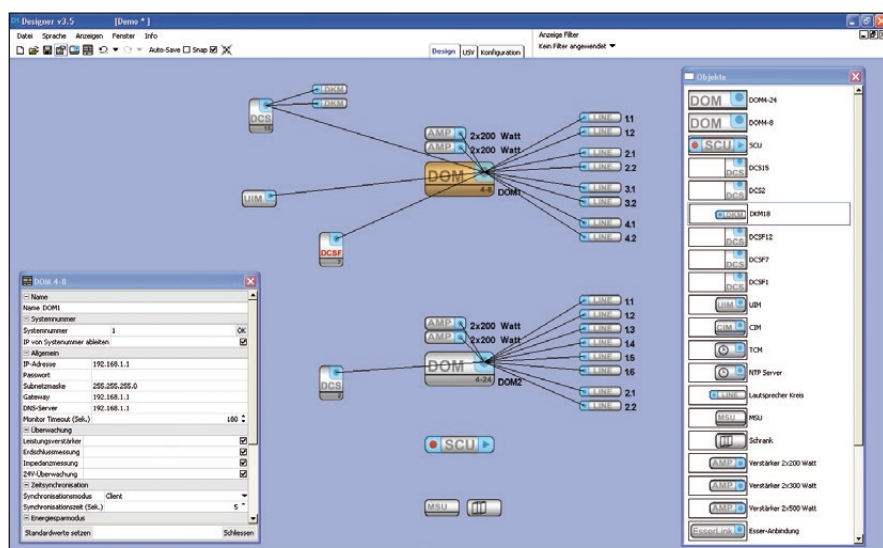 Designer v3.5 [Demo * ]
Datei Sprache Anzeigen Fenster Info
Auto-Save Snap
Design USV Konfiguration
Anzeige Filter
Kein Filter angewendet
DCS
15
DKM
DKM
UIM
DCSF
7
AMP 2x200 Watt
AMP 2x200 Watt
DOM
4-8 DOM1
LINE 1.1
LINE 1.2
LINE 2.1
LINE 2.2
LINE 3.1
LINE 3.2
LINE 4.1
LINE 4.2
DCS
2
AMP 2x200 Watt
AMP 2x200 Watt
DOM
4-24 DOM2
LINE 1.1
LINE 1.2
LINE 1.3
LINE 1.4
LINE 1.5
LINE 1.6
LINE 2.1
LINE 2.2
SCU
MSU
DOM 4-8
Name
Name DOM1
Systemnummer
Systemnummer 1 OK
IP von Systenummer ableiten
Allgemein
IP-Adresse 192.168.1.1
Passwort
Subnetzmaske 255.255.255.0
Gateway 192.168.1.1
DNS-Server 192.168.1.1
Monitor Timeout (Sek.) 180
Überwachung
Leistungsverstärker
Erdschlussmessung
Impedanzmessung
24V-Überwachung
Zeitsynchronisation
Synchronisationsmodus Client
Synchronisationszeit (Sek.) 5
Energiesparmodus
Standardwerte setzen Schliessen
Objekte
DOM DOM4-24
DOM DOM4-8
SCU SCU
DCS DCS15
DCS DCS2
DKM DKM18
DCS DCSF12
DCS DCSF7
DCS DCSF1
UIM UIM
CIM CIM
TCM
NTP Server
LINE Lautsprecher Kreis
MSU MSU
Schrank
AMP Verstärker 2x200 Watt
AMP Verstärker 2x300 Watt
AMP Verstärker 2x500 Watt
EsserLink Esser-Anbindung